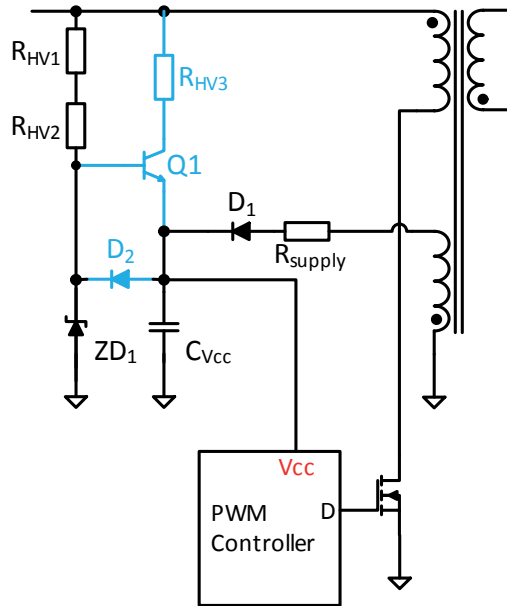 RHV1
RHV3
RHV2
Q1
D1
D2
Rsupply
ZD1
CVcc
Vcc
D
PWM
Controller